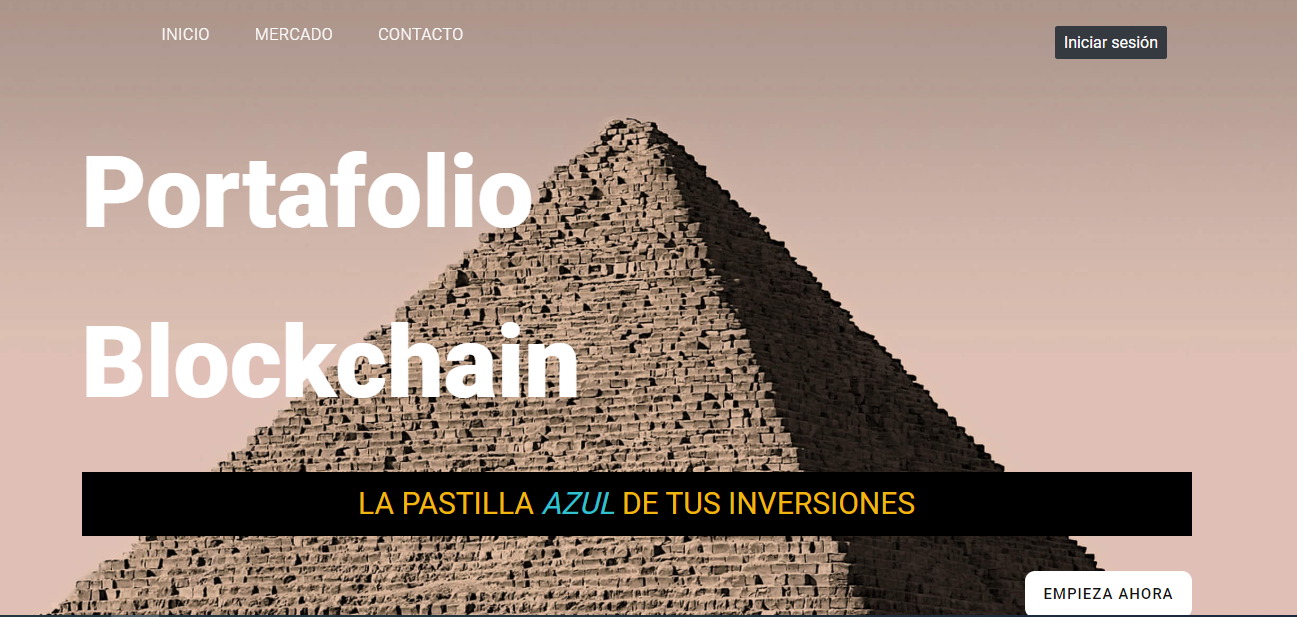 INICIO MERCADO CONTACTO Iniciar sesión
Portafolio
Blockchain
LA PASTILLA AZUL DE TUS INVERSIONES
EMPIEZA AHORA